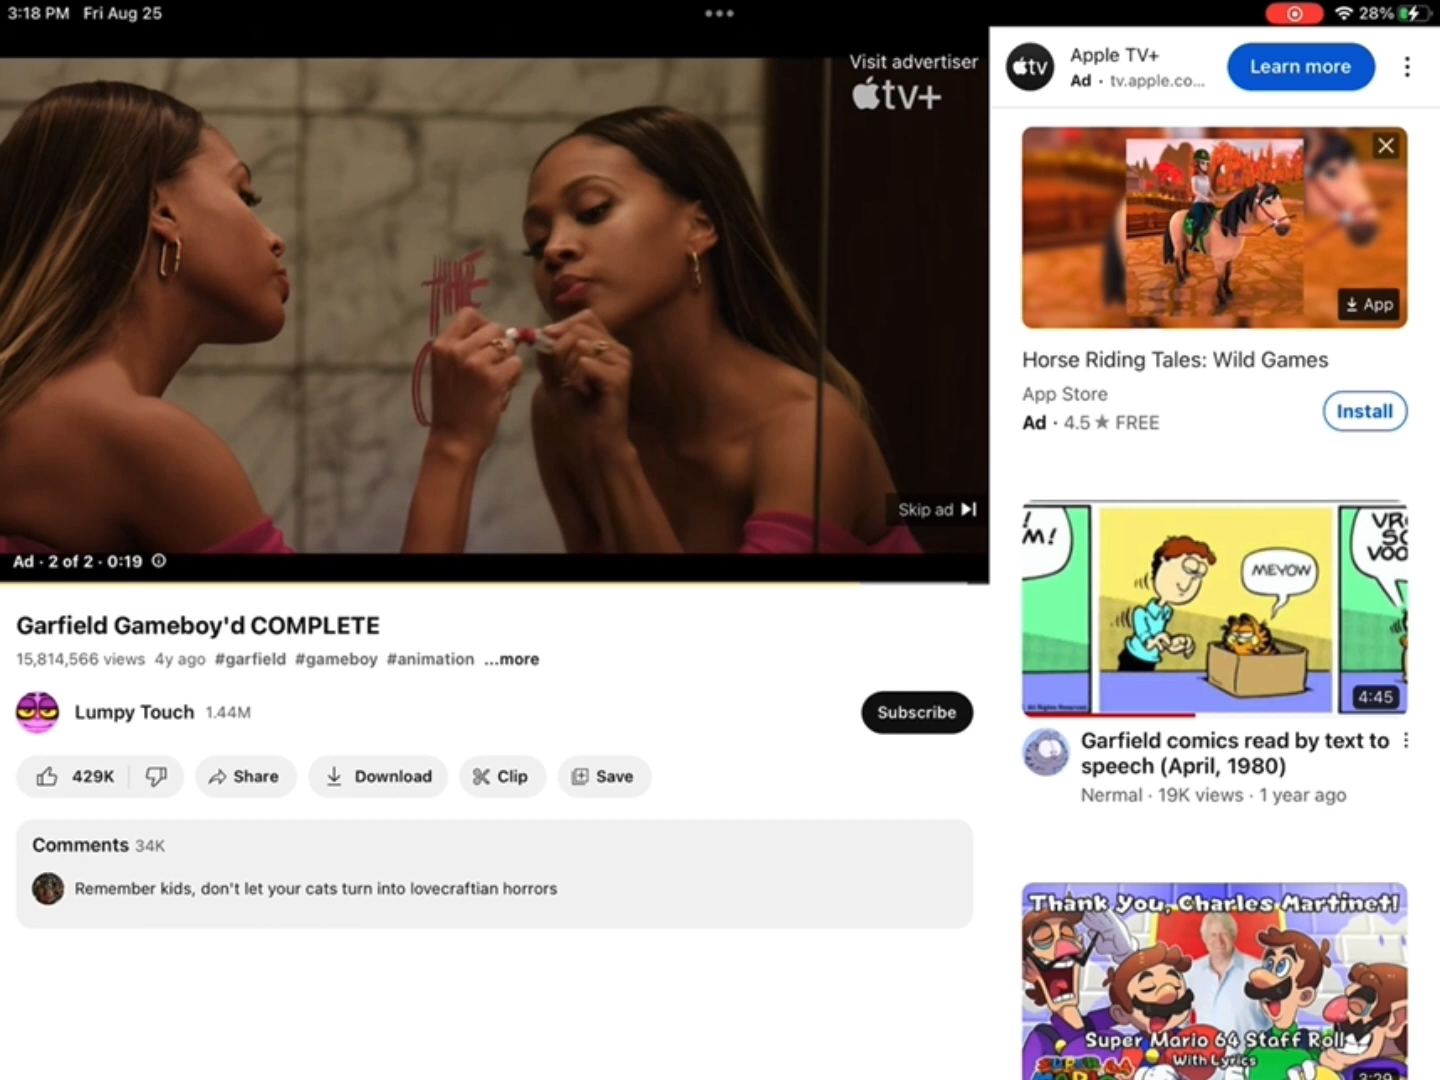 3:18 PM Fri Aug 25
28%
Visit advertiser
tv+
Skip ad
Ad · 2 of 2 · 0:19
Garfield Gameboy'd COMPLETE
15,814,566 views 4y ago #garfield #gameboy #animation ...more
Lumpy Touch 1.44M
Subscribe
429K
Share
Download
Clip
Save
Comments 34K
Remember kids, don't let your cats turn into lovecraftian horrors
tv
Apple TV+
Ad · tv.apple.co...
Learn more
App
Horse Riding Tales: Wild Games
App Store
Ad · 4.5 ★ FREE
Install
M!
MEYOW
4:45
Garfield comics read by text to
speech (April, 1980)
Nermal · 19K views · 1 year ago
Thank You, Charles Martinet!
Super Mario 64 Staff Roll
With Lyrics
SUPER
3:29